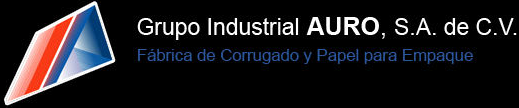 Grupo Industrial AURO, S.A. de C.V.
Fábrica de Corrugado y Papel para Empaque